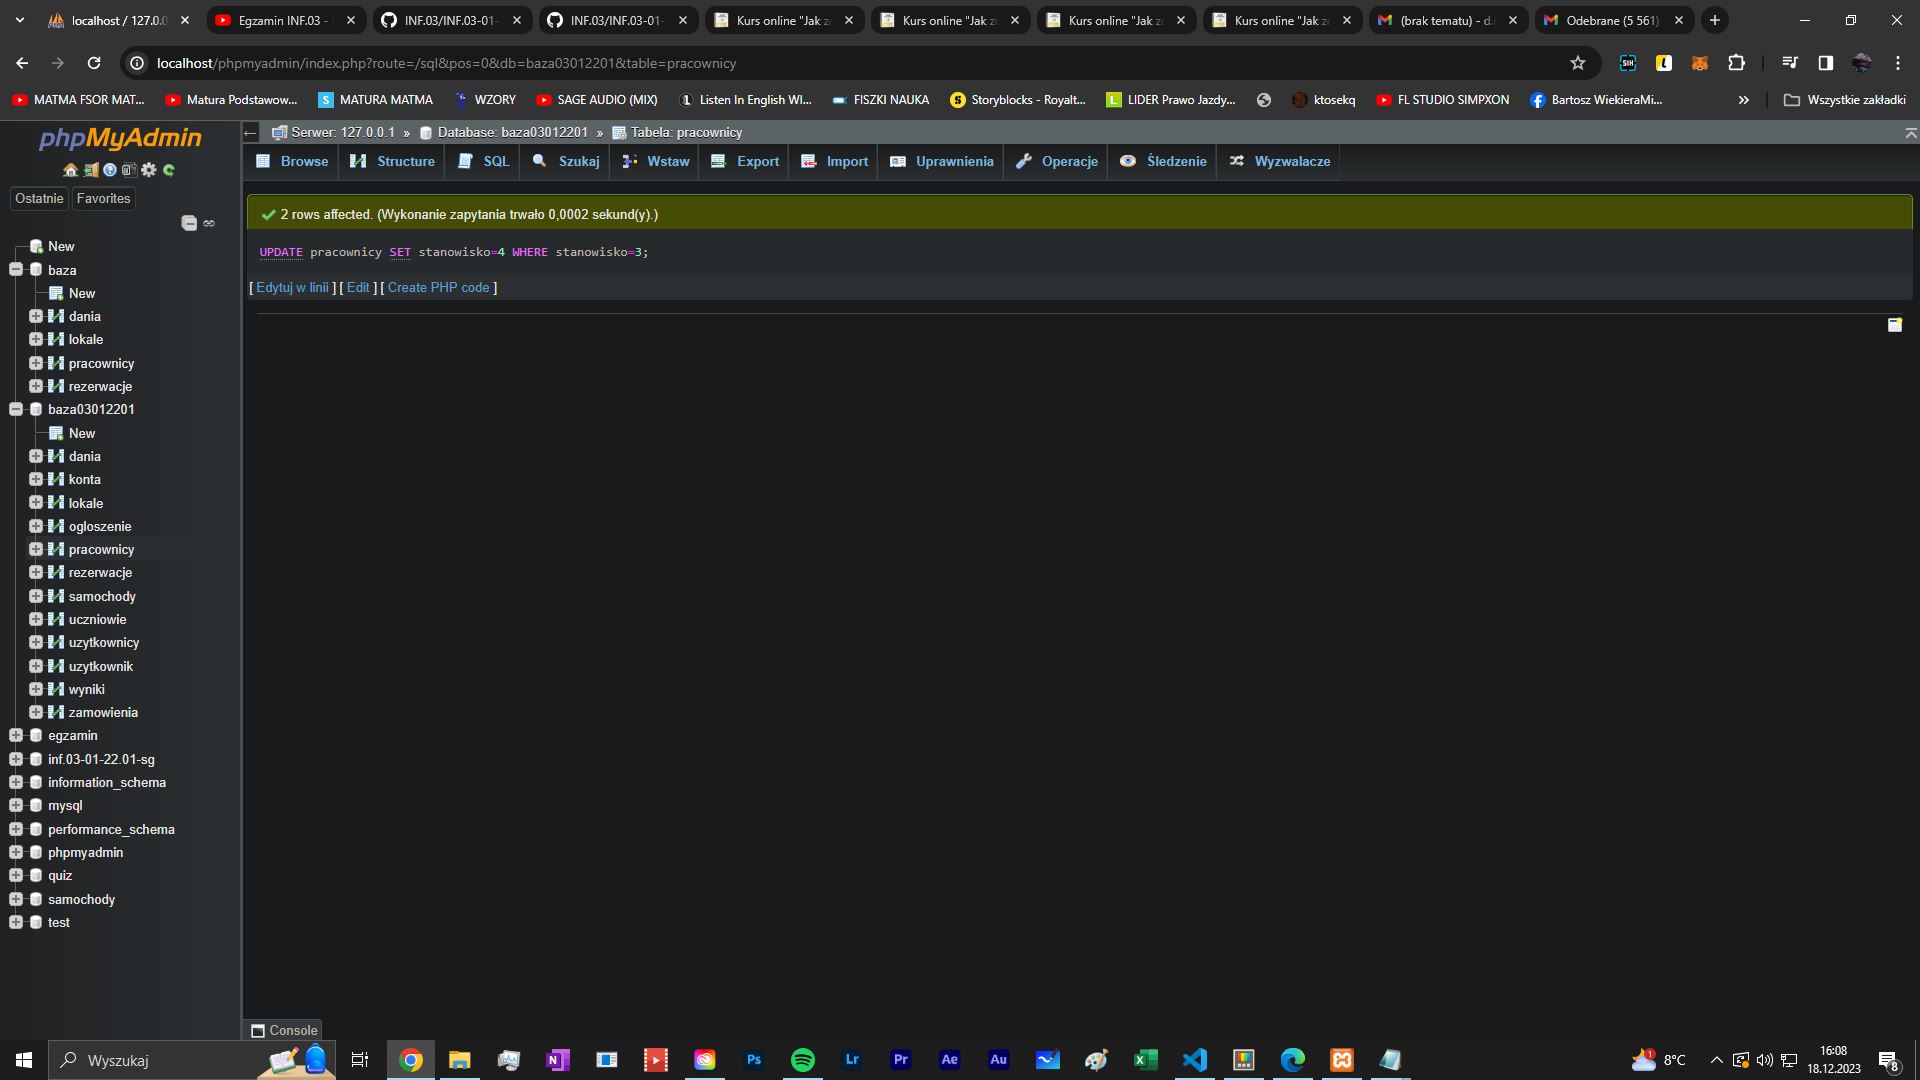 localhost / 127.0.0
Egzamin INF.03 -
INF.03/INF.03-01-
INF.03/INF.03-01-
Kurs online "Jak z
Kurs online "Jak z
Kurs online "Jak z
Kurs online "Jak z
(brak tematu) - d.
Odebrane (5 561)
localhost/phpmyadmin/index.php?route=/sql&pos=0&db=baza03012201&table=pracownicy
MATMA FSOR MAT...
Matura Podstawow...
MATURA MATMA
WZORY
SAGE AUDIO (MIX)
Listen In English WI...
FISZKI NAUKA
Storyblocks - Royalt...
LIDER Prawo Jazdy...
ktosekq
FL STUDIO SIMPXON
Bartosz WiekieraMi...
Wszystkie zakładki
phpMyAdmin
Ostatnie
Favorites
New
baza
New
dania
lokale
pracownicy
rezerwacje
baza03012201
New
dania
konta
lokale
ogloszenie
pracownicy
rezerwacje
samochody
uczniowie
uzytkownicy
uzytkownik
wyniki
zamowienia
egzamin
inf.03-01-22.01-sg
information_schema
mysql
performance_schema
phpmyadmin
quiz
samochody
test
Serwer: 127.0.0.1 » Database: baza03012201 » Tabela: pracownicy
Browse
Structure
SQL
Szukaj
Wstaw
Export
Import
Uprawnienia
Operacje
Śledzenie
Wyzwalacze
2 rows affected. (Wykonanie zapytania trwało 0,0002 sekund(y).)
UPDATE pracownicy SET stanowisko=4 WHERE stanowisko=3;
[ Edytuj w linii ] [ Edit ] [ Create PHP code ]
Console
Wyszukaj
Ps
Lr
Pr
Ae
Au
1
8°C
16:08
18.12.2023
8